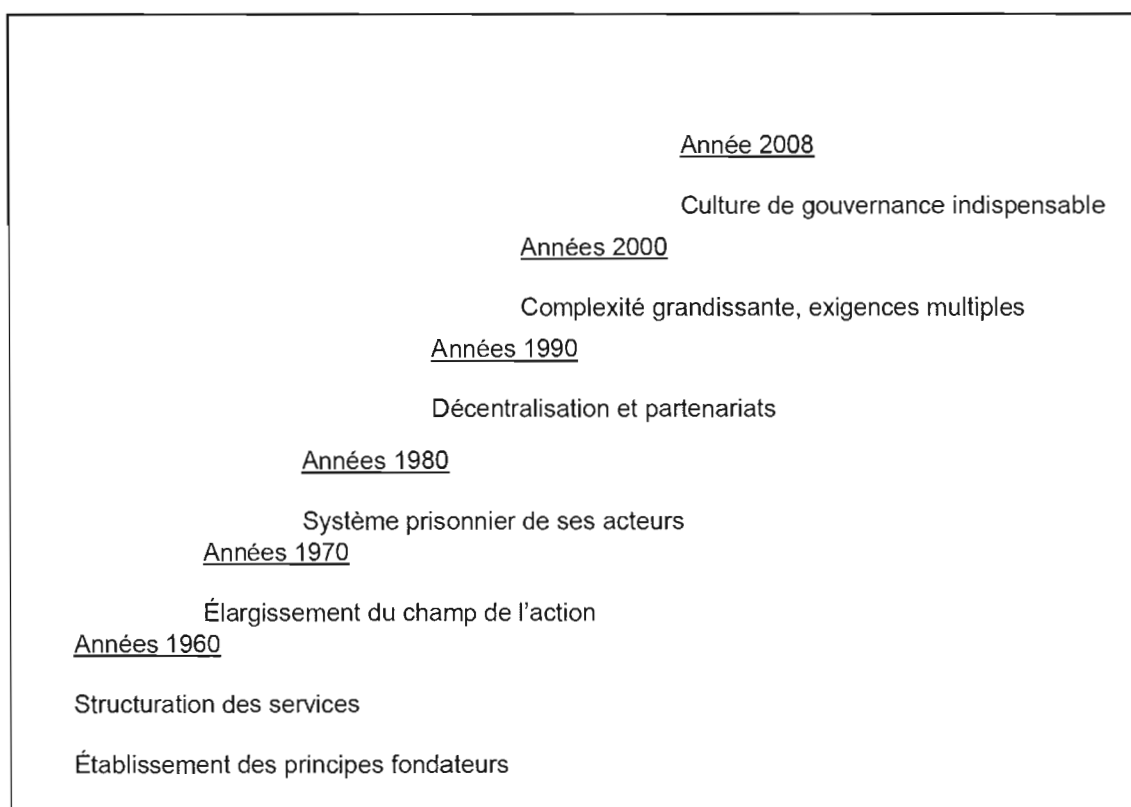 Année 2008
Culture de gouvernance indispensable
Années 2000
Complexité grandissante, exigences multiples
Années 1990
Décentralisation et partenariats
Années 1980
Système prisonnier de ses acteurs
Années 1970
Élargissement du champ de l'action
Années 1960
Structuration des services
Établissement des principes fondateurs